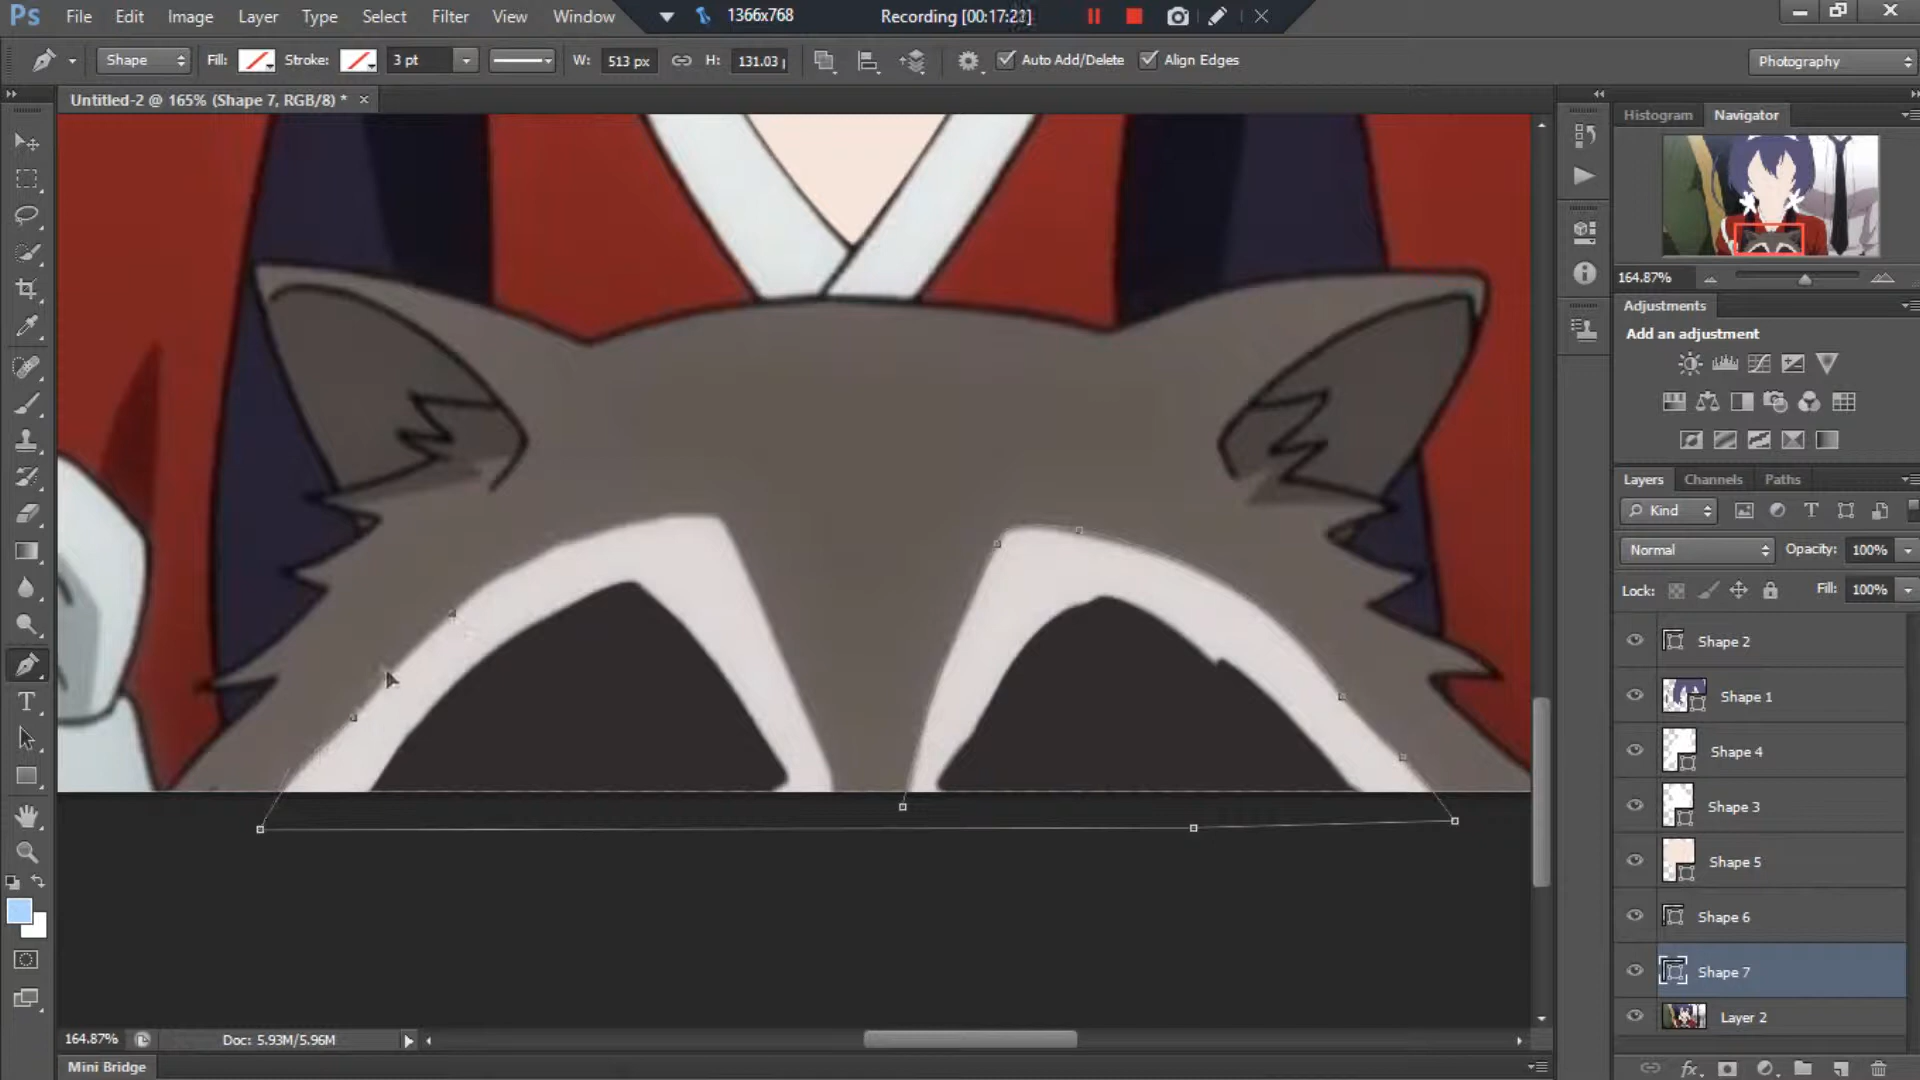 Ps File Edit Image Layer Type Select Filter View Window 1366x768 Recording [00:17:21]
Shape Fill: Stroke: 3 pt W: 513 px H: 131.03 Auto Add/Delete Align Edges Photography
Untitled-2 @ 165% (Shape 7, RGB/8) *
Histogram Navigator
164.87%
Adjustments
Add an adjustment
Layers Channels Paths
Kind
Normal Opacity: 100%
Lock: Fill: 100%
Shape 2
Shape 1
Shape 4
Shape 3
Shape 5
Shape 6
Shape 7
Layer 2
164.87% Doc: 5.93M/5.96M
Mini Bridge